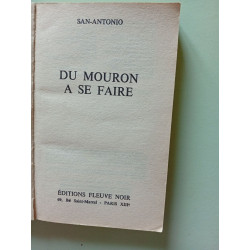 SAN-ANTONIO
DU MOURON
A SE FAIRE
ÉDITIONS FLEUVE NOIR
69, Bd Saint-Marcel - PARIS XIIIe